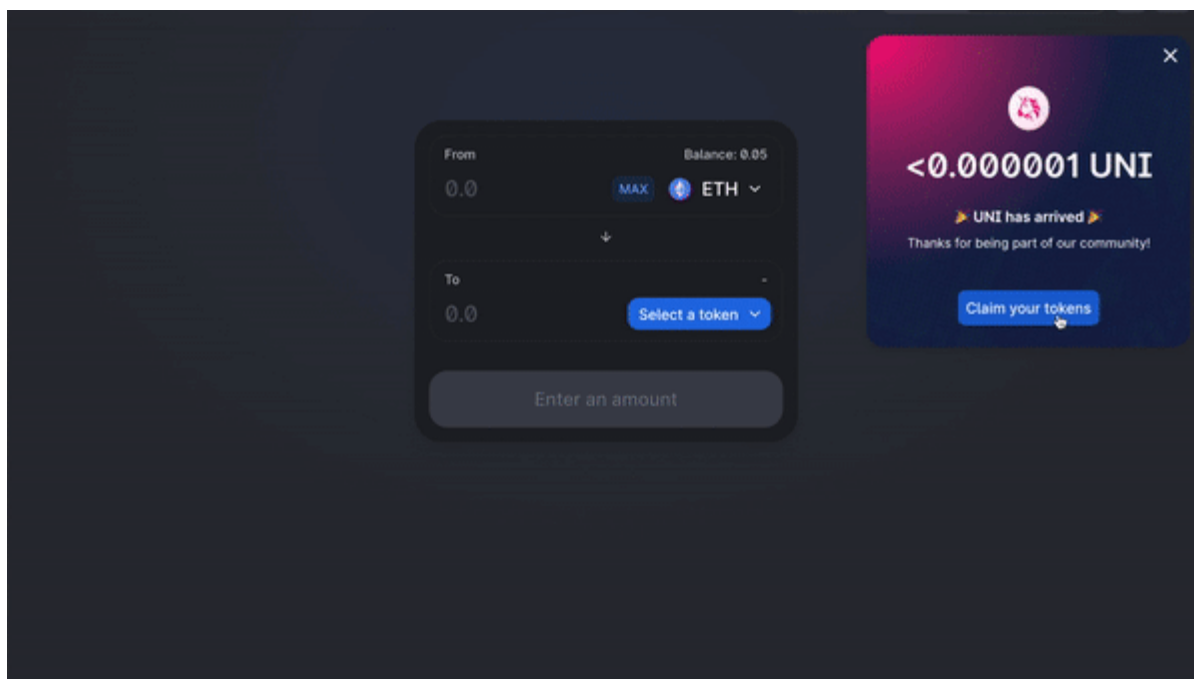 From
Balance: 0.05
0.0
MAX
ETH
To
-
0.0
Select a token
Enter an amount
<0.000001 UNI
🎉 UNI has arrived 🎉
Thanks for being part of our community!
Claim your tokens